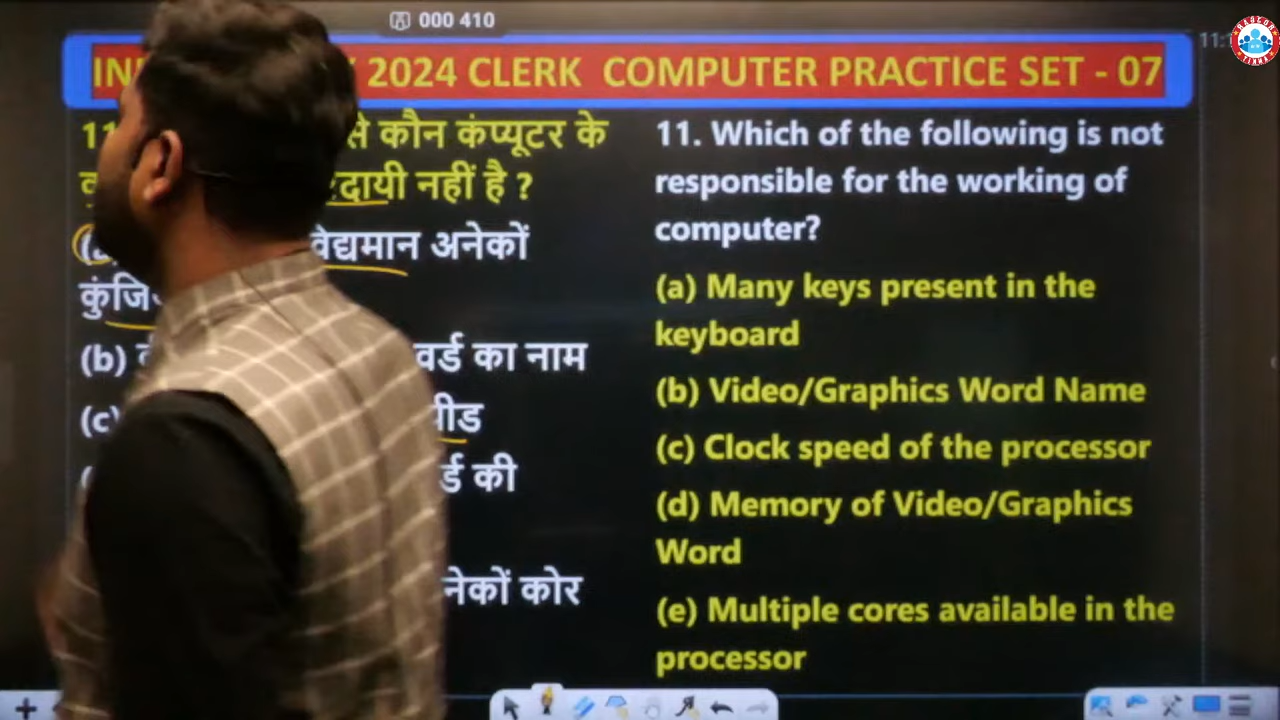 000 410
2024 CLERK COMPUTER PRACTICE SET - 07
से कौन कंप्यूटर के
नहीं है ?
विद्यमान अनेकों
(b)
वर्ड का नाम
(c)
र्ड की
नेकों कोर
11. Which of the following is not
responsible for the working of
computer?
(a) Many keys present in the
keyboard
(b) Video/Graphics Word Name
(c) Clock speed of the processor
(d) Memory of Video/Graphics
Word
(e) Multiple cores available in the
processor